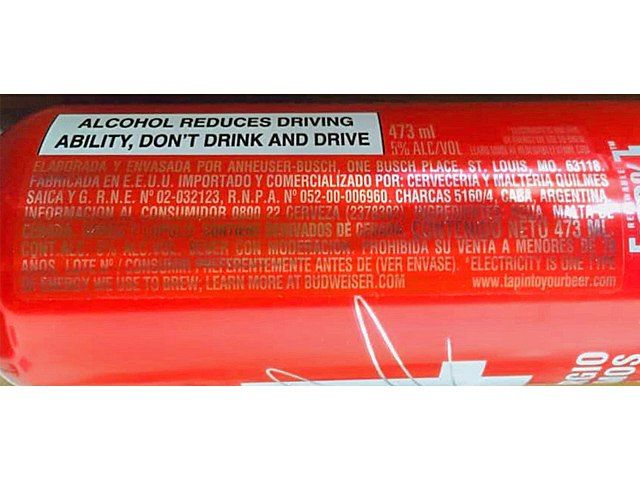 ALCOHOL REDUCES DRIVING
ABILITY, DON'T DRINK AND DRIVE
473 ml
5% ALC/VOL
ELABORADA Y ENVASADA POR ANHEUSER-BUSCH, ONE BUSCH PLACE, ST. LOUIS, MO, 63118
FABRICADA EN E.E.U.U. IMPORTADO Y COMERCIALIZADO POR: CERVECERIA Y MALTERIA QUILMES
SAICA Y G. R.N.E. Nº 02-032123, R.N.P.A. Nº 052-00-006960. CHARCAS 5160/4, CABA, ARGENTINA
INFORMACION AL CONSUMIDOR 0800 22 CERVEZA (2378392) INGREDIENTES: AGUA, MALTA DE
CEBADA, Y LUPULO. CONTIENE DERIVADOS DE CEBADA. CONTENIDO NETO 473 ML
CONT ALC. 5% ALC VOL. BEBER CON MODERACION. PROHIBIDA SU VENTA A MENORES DE 18
AÑOS, LOTE Nº / CONSUMIR PREFERENTEMENTE ANTES DE (VER ENVASE). *ELECTRICITY IS ONE TYPE
OF ENERGY WE USE TO BREW; LEARN MORE AT BUDWEISER.COM
www.tapintoyourbeer.com